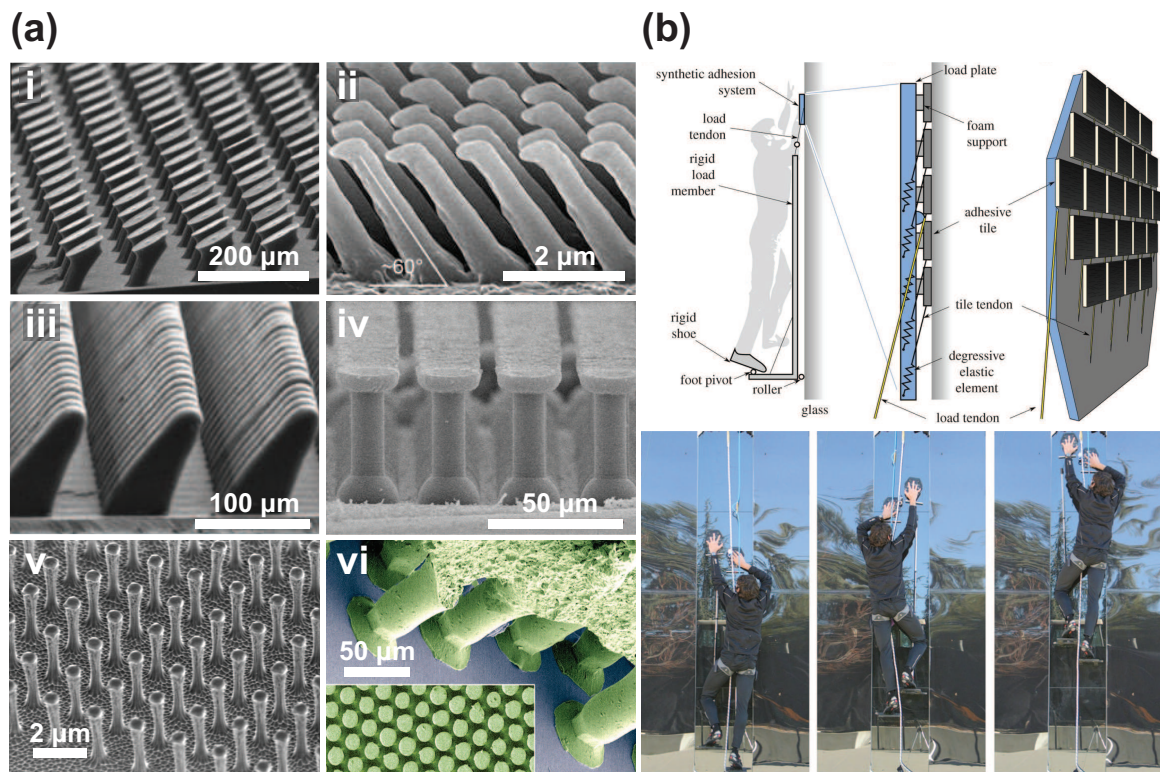 (a)
(b)
i
200 µm
ii
~60°
2 µm
iii
100 µm
iv
50 µm
v
2 µm
vi
50 µm
synthetic adhesion
system
load
tendon
rigid
load
member
rigid
shoe
foot pivot
roller
glass
load plate
foam
support
adhesive
tile
tile tendon
degressive
elastic
element
load tendon